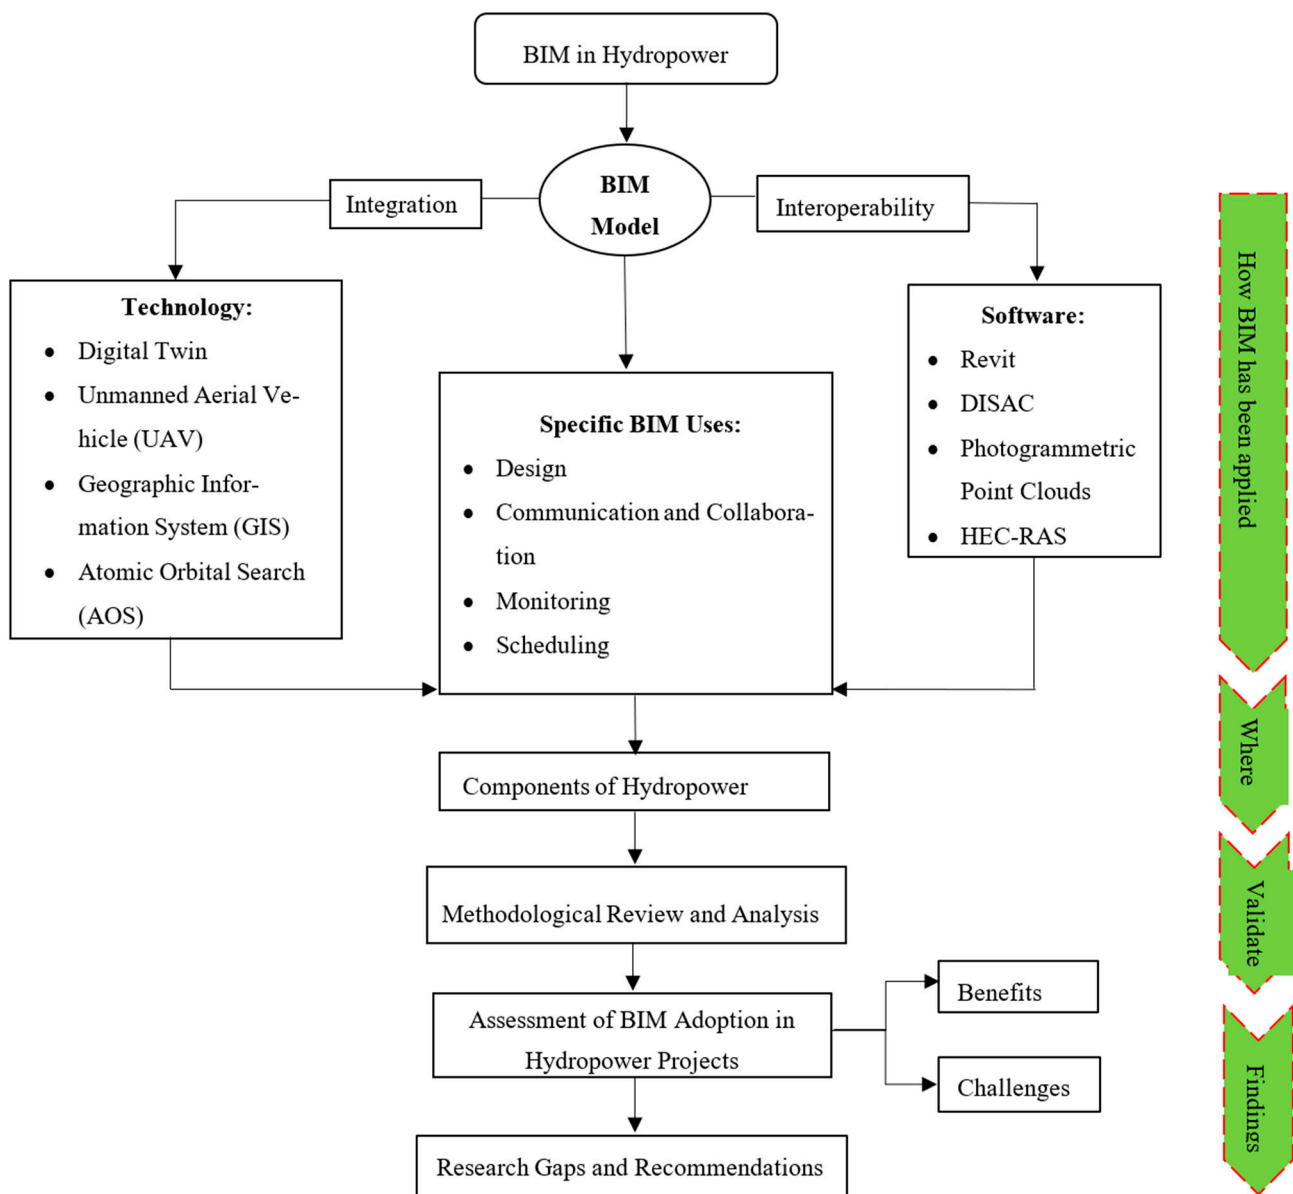 BIM in Hydropower
BIM
Model
Integration
Interoperability
Technology:
• Digital Twin
• Unmanned Aerial Ve-
hicle (UAV)
• Geographic Infor-
mation System (GIS)
• Atomic Orbital Search
(AOS)
Specific BIM Uses:
• Design
• Communication and Collabora-
tion
• Monitoring
• Scheduling
Software:
• Revit
• DISAC
• Photogrammetric
Point Clouds
• HEC-RAS
Components of Hydropower
Methodological Review and Analysis
Assessment of BIM Adoption in
Hydropower Projects
Benefits
Challenges
Research Gaps and Recommendations
How BIM has been applied
Where
Validate
Findings